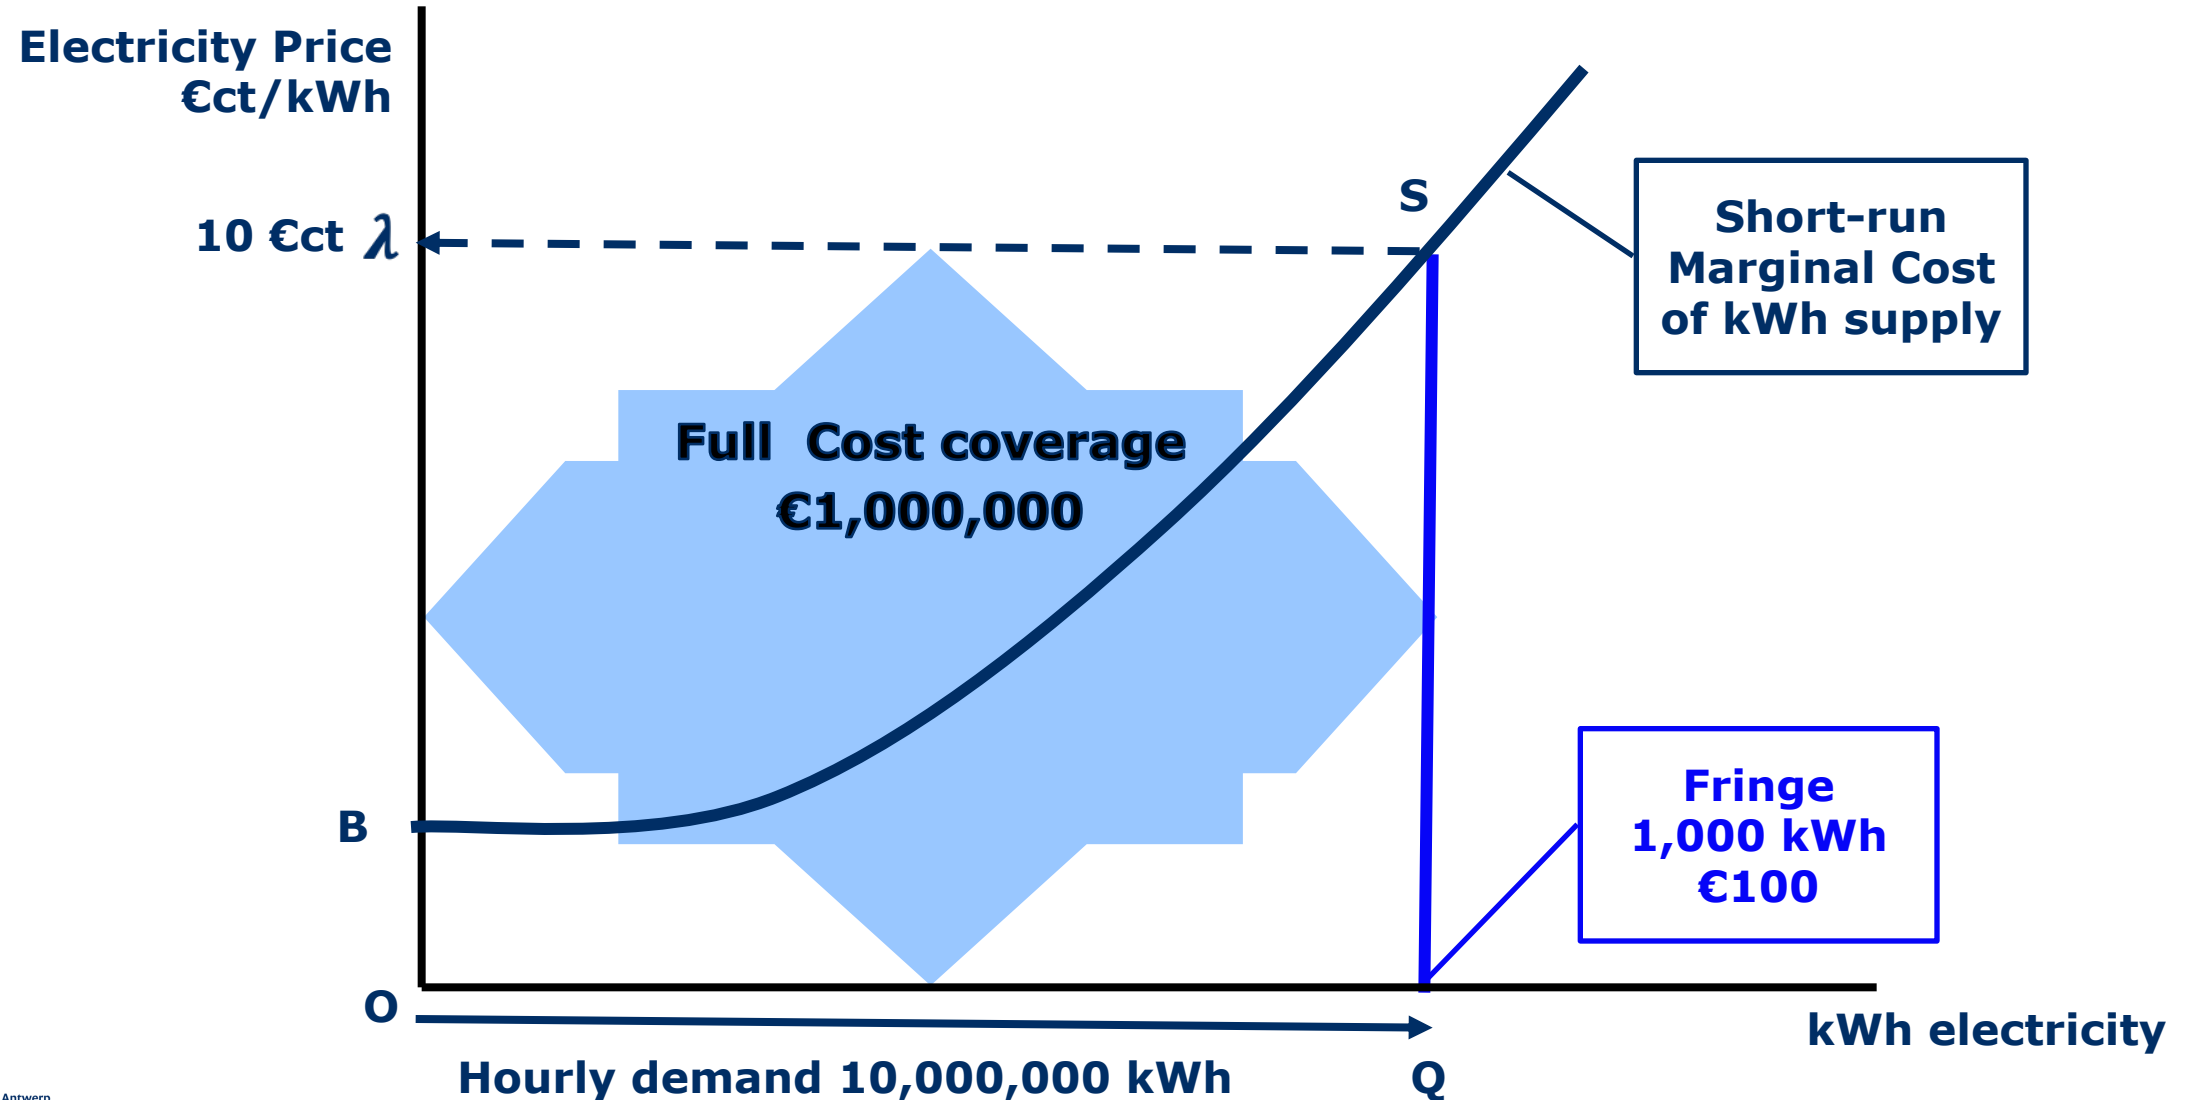 Electricity Price
€ct/kWh
10 €ct λ
S
Short-run
Marginal Cost
of kWh supply
Full Cost coverage
€1,000,000
B
Fringe
1,000 kWh
€100
O
kWh electricity
Hourly demand 10,000,000 kWh
Q
Antwerp